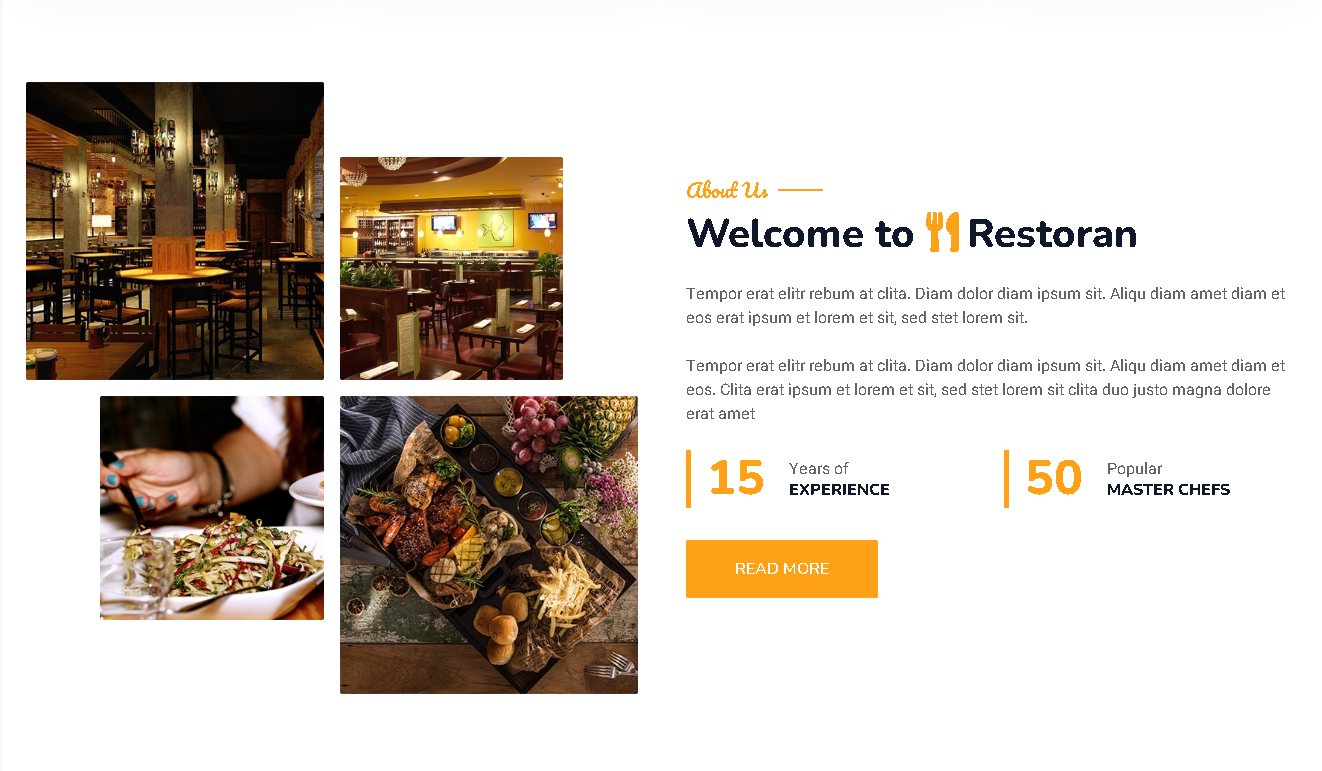 About Us
Welcome to Restoran
Tempor erat elitr rebum at clita. Diam dolor diam ipsum sit. Aliqu diam amet diam et
eos erat ipsum et lorem et sit, sed stet lorem sit.
Tempor erat elitr rebum at clita. Diam dolor diam ipsum sit. Aliqu diam amet diam et
eos. Clita erat ipsum et lorem et sit, sed stet lorem sit clita duo justo magna dolore
erat amet
15 Years of
EXPERIENCE
50 Popular
MASTER CHEFS
READ MORE